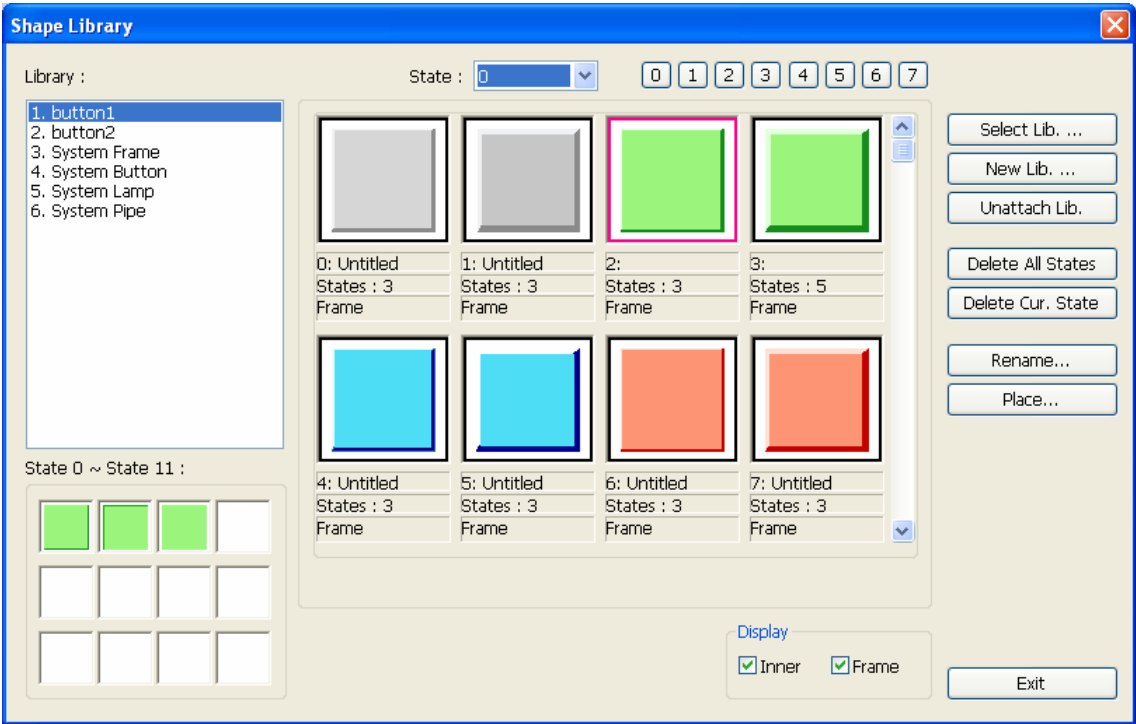 Shape Library
Library :
State : 0
0 1 2 3 4 5 6 7
1. button1
2. button2
3. System Frame
4. System Button
5. System Lamp
6. System Pipe
0: Untitled
States : 3
Frame
1: Untitled
States : 3
Frame
2:
States : 3
Frame
3:
States : 5
Frame
4: Untitled
States : 3
Frame
5: Untitled
States : 3
Frame
6: Untitled
States : 3
Frame
7: Untitled
States : 3
Frame
Select Lib. ...
New Lib. ...
Unattach Lib.
Delete All States
Delete Cur. State
Rename...
Place...
State 0 ~ State 11 :
Display
Inner
Frame
Exit